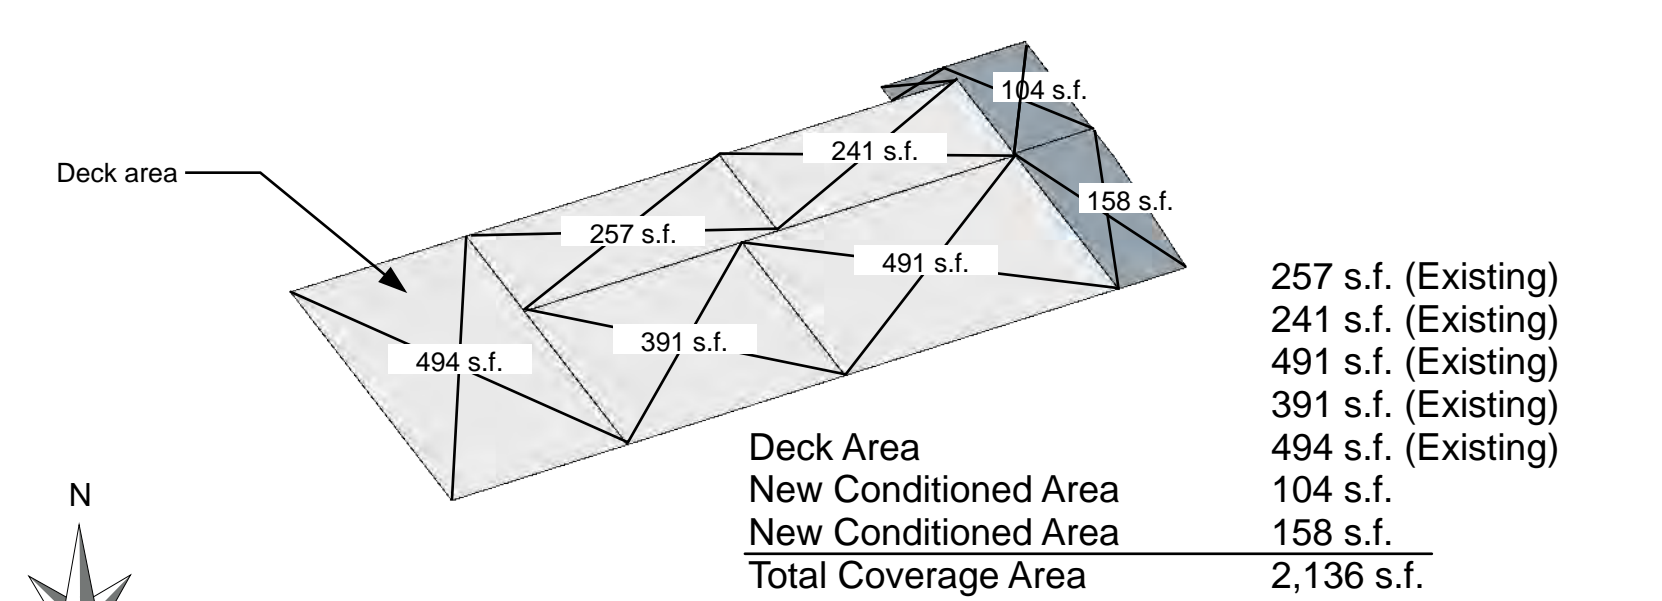 104 s.f.
241 s.f.
Deck area
158 s.f.
257 s.f.
491 s.f.
391 s.f.
494 s.f.
257 s.f. (Existing)
241 s.f. (Existing)
491 s.f. (Existing)
391 s.f. (Existing)
Deck Area 494 s.f. (Existing)
New Conditioned Area 104 s.f.
New Conditioned Area 158 s.f.
Total Coverage Area 2,136 s.f.
N